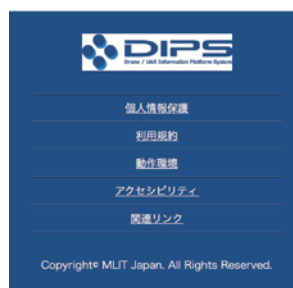 DIPS
Drone / UAS Information Platform System
個人情報保護
利用規約
動作環境
アクセシビリティ
関連リンク
Copyright© MLIT Japan. All Rights Reserved.